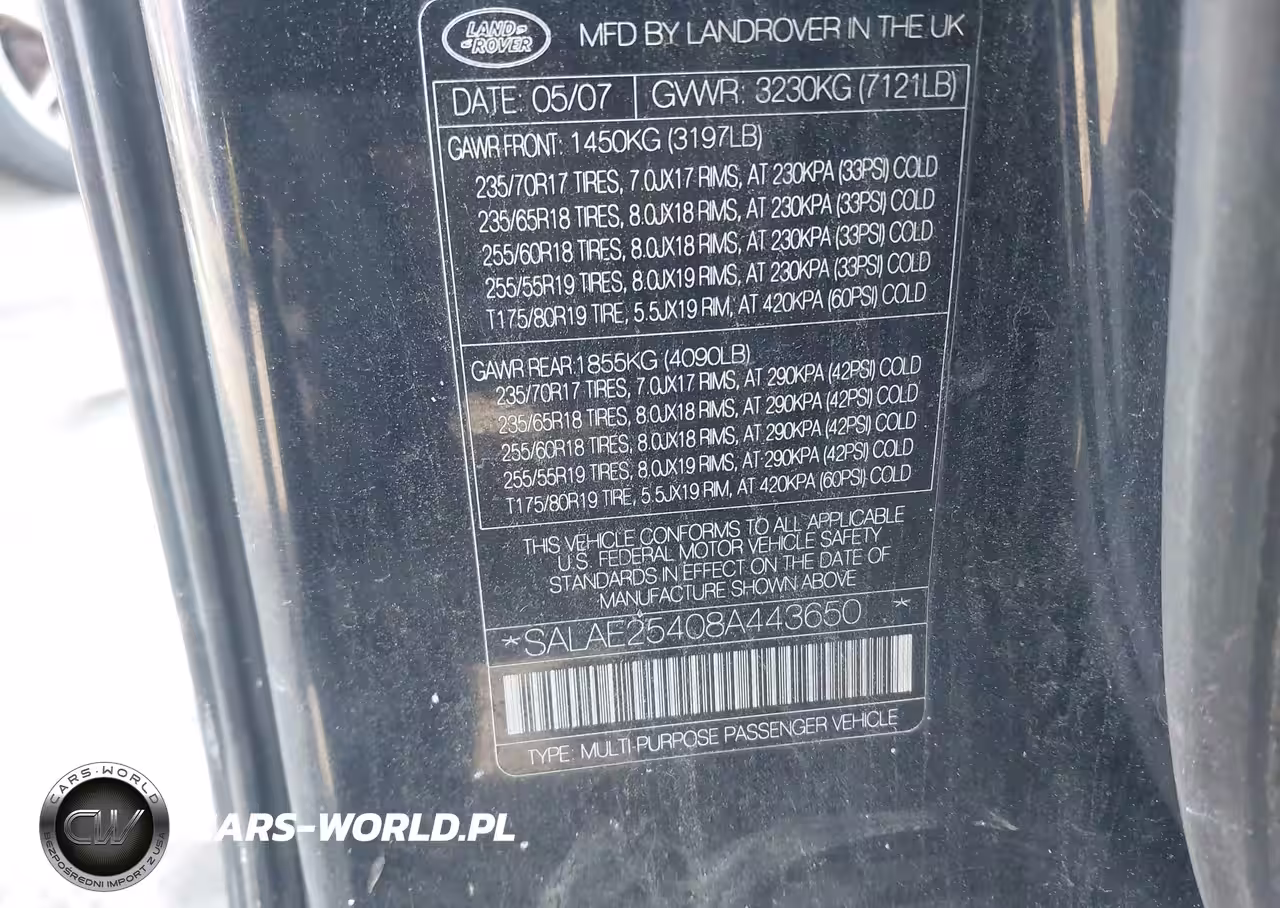 LAND-
-ROVER
MFD BY LANDROVER IN THE UK
DATE: 05/07 GVWR: 3230KG (7121LB)
GAWR FRONT: 1450KG (3197LB)
235/70R17 TIRES, 7.0JX17 RIMS, AT 230KPA (33PSI) COLD
235/65R18 TIRES, 8.0JX18 RIMS, AT 230KPA (33PSI) COLD
255/60R18 TIRES, 8.0JX18 RIMS, AT 230KPA (33PSI) COLD
255/55R19 TIRES, 8.0JX19 RIMS, AT 230KPA (33PSI) COLD
T175/80R19 TIRE, 5.5JX19 RIM, AT 420KPA (60PSI) COLD
GAWR REAR: 1855KG (4090LB)
235/70R17 TIRES, 7.0JX17 RIMS, AT 290KPA (42PSI) COLD
235/65R18 TIRES, 8.0JX18 RIMS, AT 290KPA (42PSI) COLD
255/60R18 TIRES, 8.0JX18 RIMS, AT 290KPA (42PSI) COLD
255/55R19 TIRES, 8.0JX19 RIMS, AT 290KPA (42PSI) COLD
T175/80R19 TIRE, 5.5JX19 RIM, AT 420KPA (60PSI) COLD
THIS VEHICLE CONFORMS TO ALL APPLICABLE
U.S. FEDERAL MOTOR VEHICLE SAFETY
STANDARDS IN EFFECT ON THE DATE OF
MANUFACTURE SHOWN ABOVE
*SALAE25408A443650 *
TYPE: MULTI-PURPOSE PASSENGER VEHICLE
CARS-WORLD
CW
BEZPOŚREDNI IMPORT Z USA
CARS-WORLD.PL